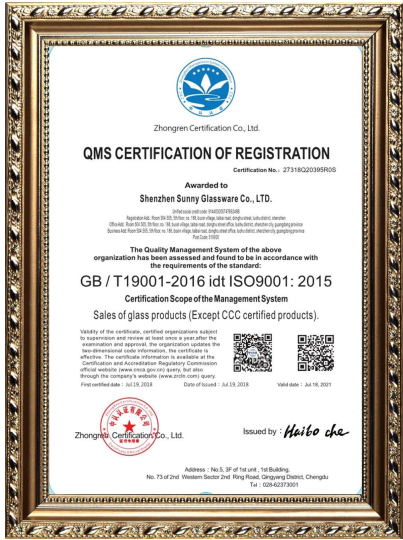 Zhongren Certification Co., Ltd.
QMS CERTIFICATION OF REGISTRATION
Certification No.: 27318Q20395R0S
Awarded to
Shenzhen Sunny Glassware Co., LTD.
The Quality Management System of the above
organization has been assessed and found to be in accordance with
the requirements of the standard:
GB / T19001-2016 idt ISO9001: 2015
Certification Scope of the Management System
Sales of glass products (Except CCC certified products).
Validity of the certificate, certified organizations subject
to supervision and review at least once a year,after the
examination and approval, the organization updates the
two-dimensional code information, the certificate is
effective. The certificate information is available at the
Certification and Accreditation Regulatory Commission
official website (www.cnca.gov.cn) query, but also
through the company's website (www.zrcln.com) query.
First certified date : Jul.19, 2018 Date of Issued : Jul.19, 2018 Valid date : Jul.18, 2021
Zhongren Certification Co., Ltd.
Issued by : Haibo che
Address : No.5, 3F of 1st unit , 1st Building,
No. 73 of 2nd Western Sector 2nd Ring Road, Qingyang District, Chengdu
Tel : 028-62373001